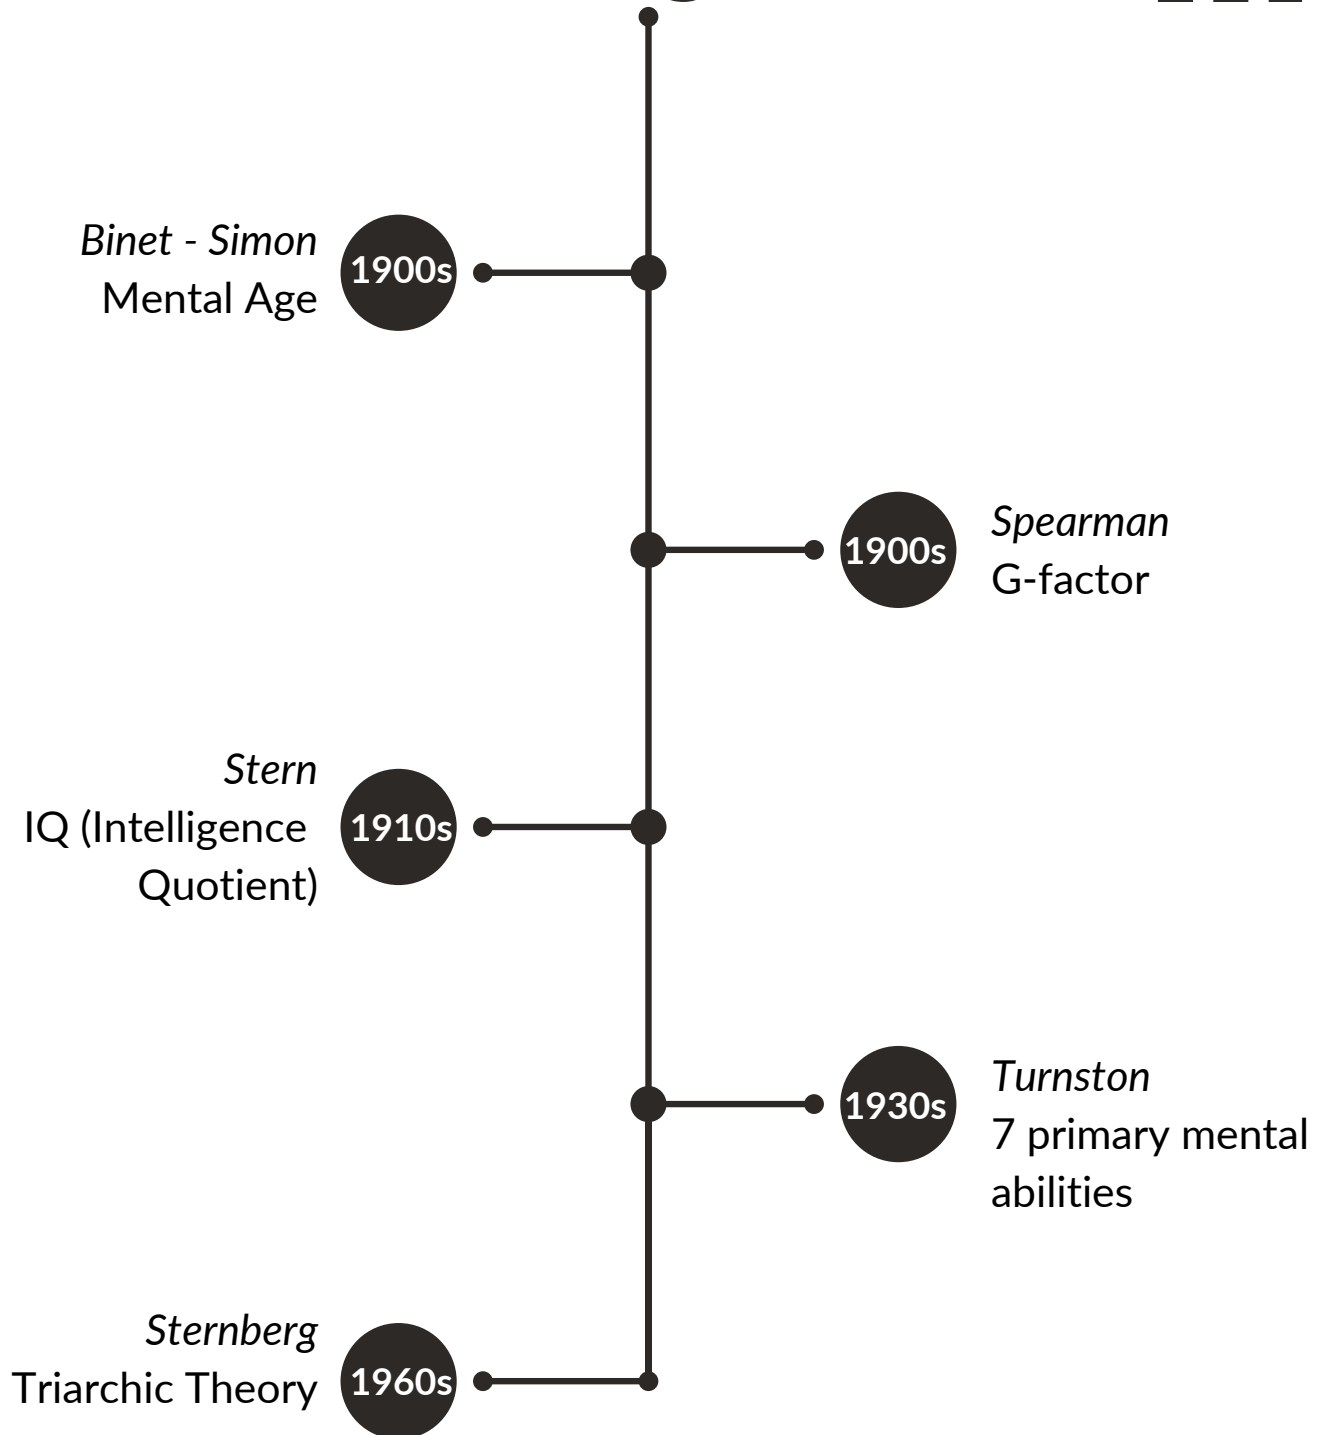 Binet - Simon
Mental Age
1900s
1900s
Spearman
G-factor
Stern
IQ (Intelligence
Quotient)
1910s
1930s
Turnston
7 primary mental
abilities
Sternberg
Triarchic Theory
1960s